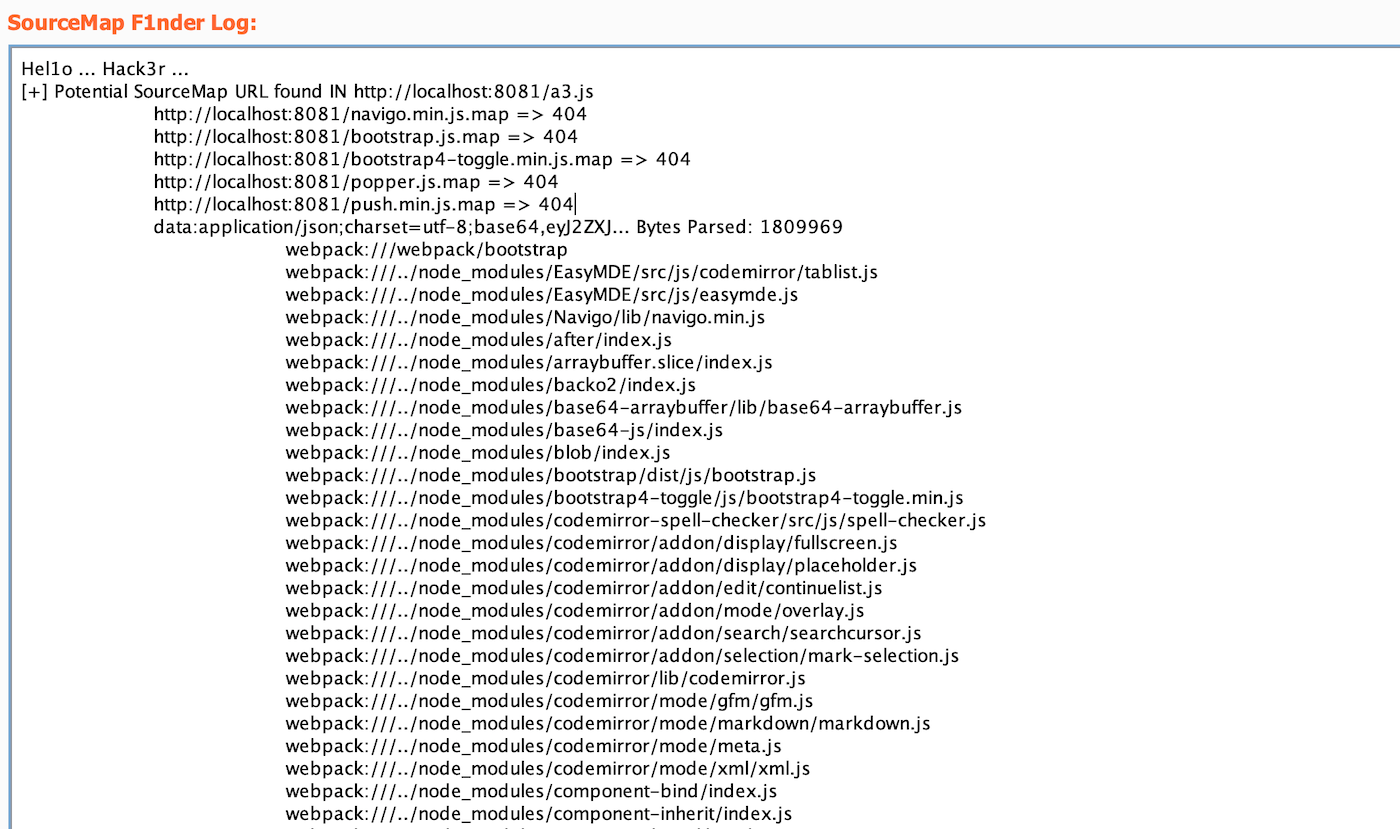 SourceMap F1nder Log:
Hel1o ... Hack3r ...
[+] Potential SourceMap URL found IN http://localhost:8081/a3.js
http://localhost:8081/navigo.min.js.map => 404
http://localhost:8081/bootstrap.js.map => 404
http://localhost:8081/bootstrap4-toggle.min.js.map => 404
http://localhost:8081/popper.js.map => 404
http://localhost:8081/push.min.js.map => 404
data:application/json;charset=utf-8;base64,eyJ2ZXJ... Bytes Parsed: 1809969
webpack:///webpack/bootstrap
webpack:///../node_modules/EasyMDE/src/js/codemirror/tablist.js
webpack:///../node_modules/EasyMDE/src/js/easymde.js
webpack:///../node_modules/Navigo/lib/navigo.min.js
webpack:///../node_modules/after/index.js
webpack:///../node_modules/arraybuffer.slice/index.js
webpack:///../node_modules/backo2/index.js
webpack:///../node_modules/base64-arraybuffer/lib/base64-arraybuffer.js
webpack:///../node_modules/base64-js/index.js
webpack:///../node_modules/blob/index.js
webpack:///../node_modules/bootstrap/dist/js/bootstrap.js
webpack:///../node_modules/bootstrap4-toggle/js/bootstrap4-toggle.min.js
webpack:///../node_modules/codemirror-spell-checker/src/js/spell-checker.js
webpack:///../node_modules/codemirror/addon/display/fullscreen.js
webpack:///../node_modules/codemirror/addon/display/placeholder.js
webpack:///../node_modules/codemirror/addon/edit/continuelist.js
webpack:///../node_modules/codemirror/addon/mode/overlay.js
webpack:///../node_modules/codemirror/addon/search/searchcursor.js
webpack:///../node_modules/codemirror/addon/selection/mark-selection.js
webpack:///../node_modules/codemirror/lib/codemirror.js
webpack:///../node_modules/codemirror/mode/gfm/gfm.js
webpack:///../node_modules/codemirror/mode/markdown/markdown.js
webpack:///../node_modules/codemirror/mode/meta.js
webpack:///../node_modules/codemirror/mode/xml/xml.js
webpack:///../node_modules/component-bind/index.js
webpack:///../node_modules/component-inherit/index.js